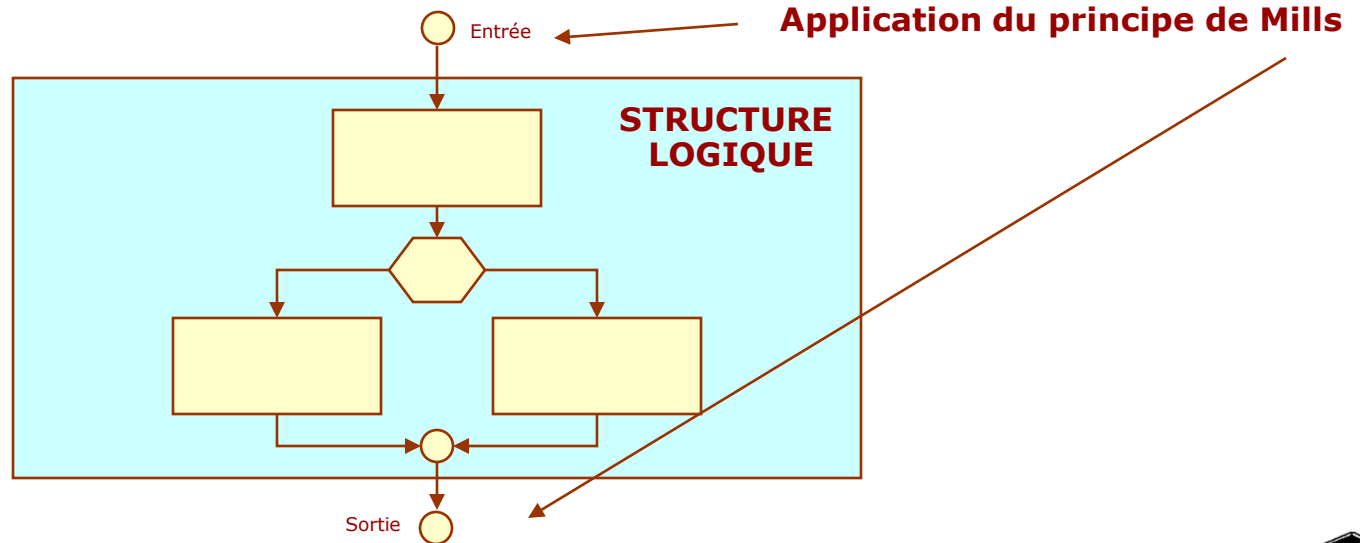 Application du principe de Mills
Entrée
STRUCTURE
LOGIQUE
Sortie